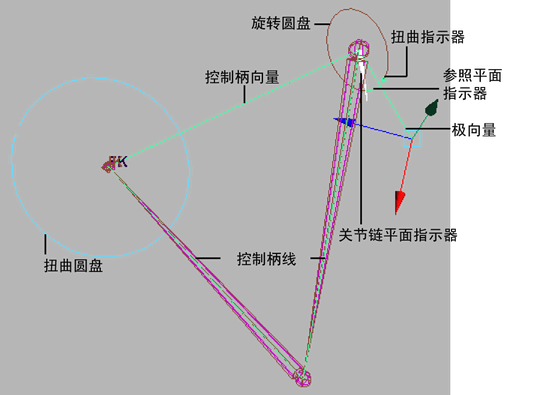 旋转圆盘
扭曲指示器
控制柄向量
参照平面
指示器
极向量
IK
关节链平面指示器
控制柄线
扭曲圆盘